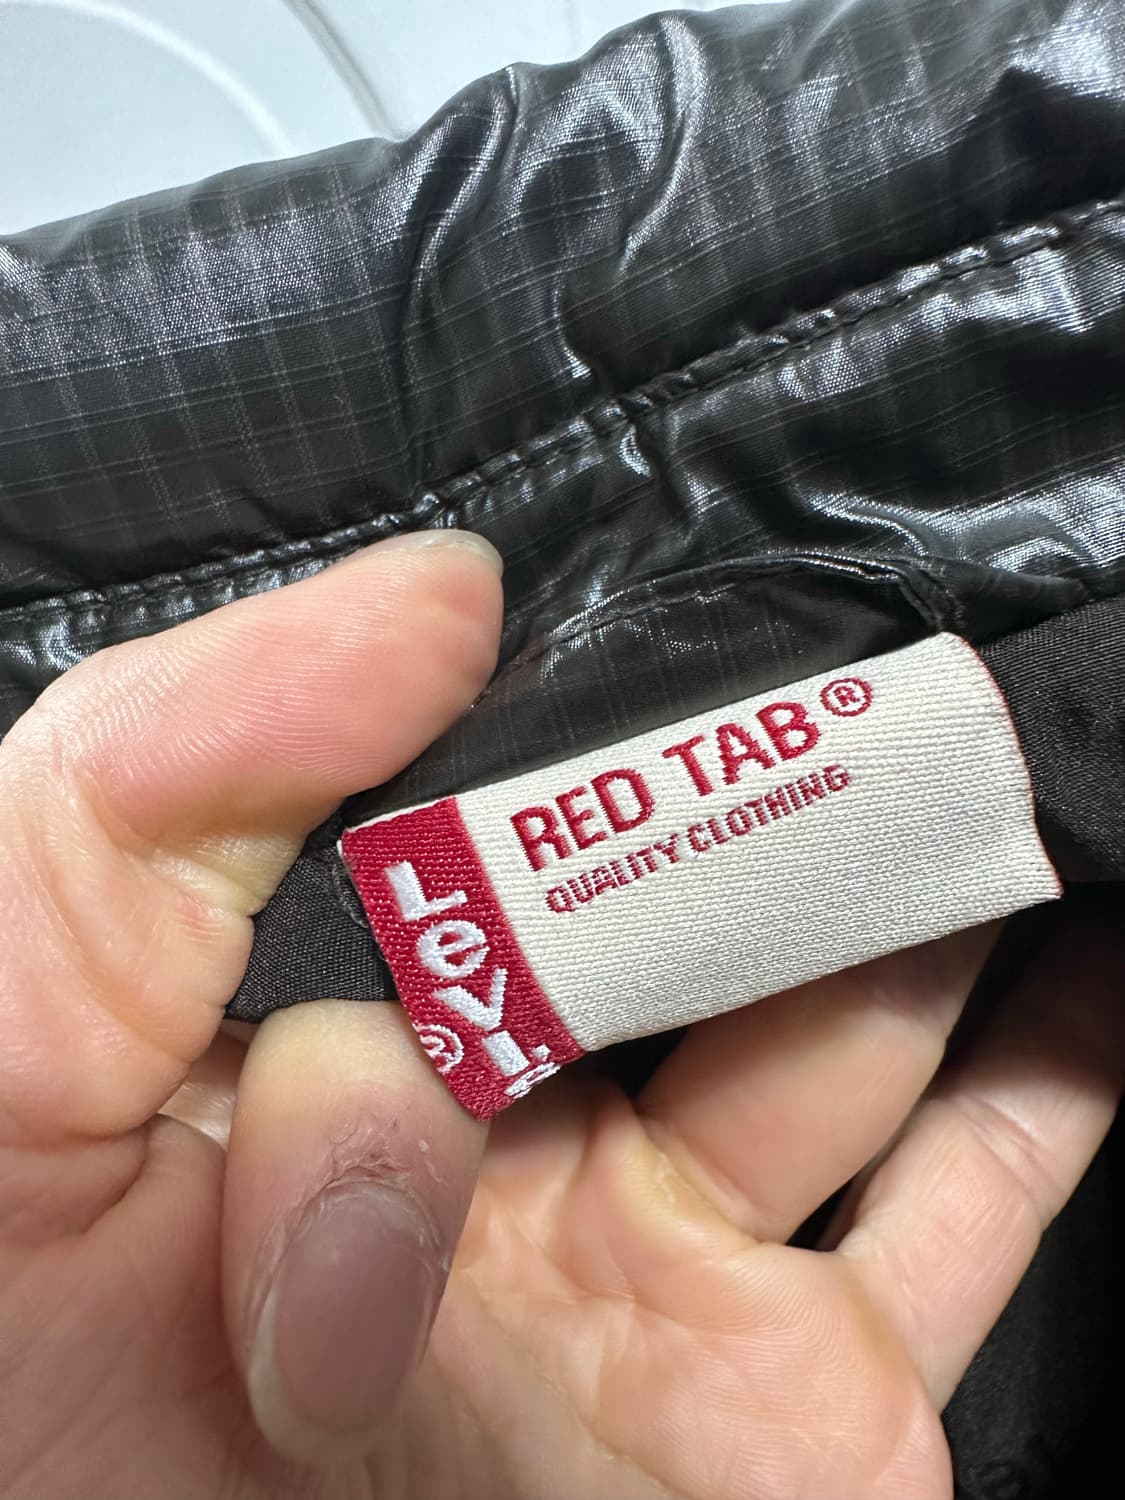 RED TAB ®
QUALITY CLOTHING
Levi's
®